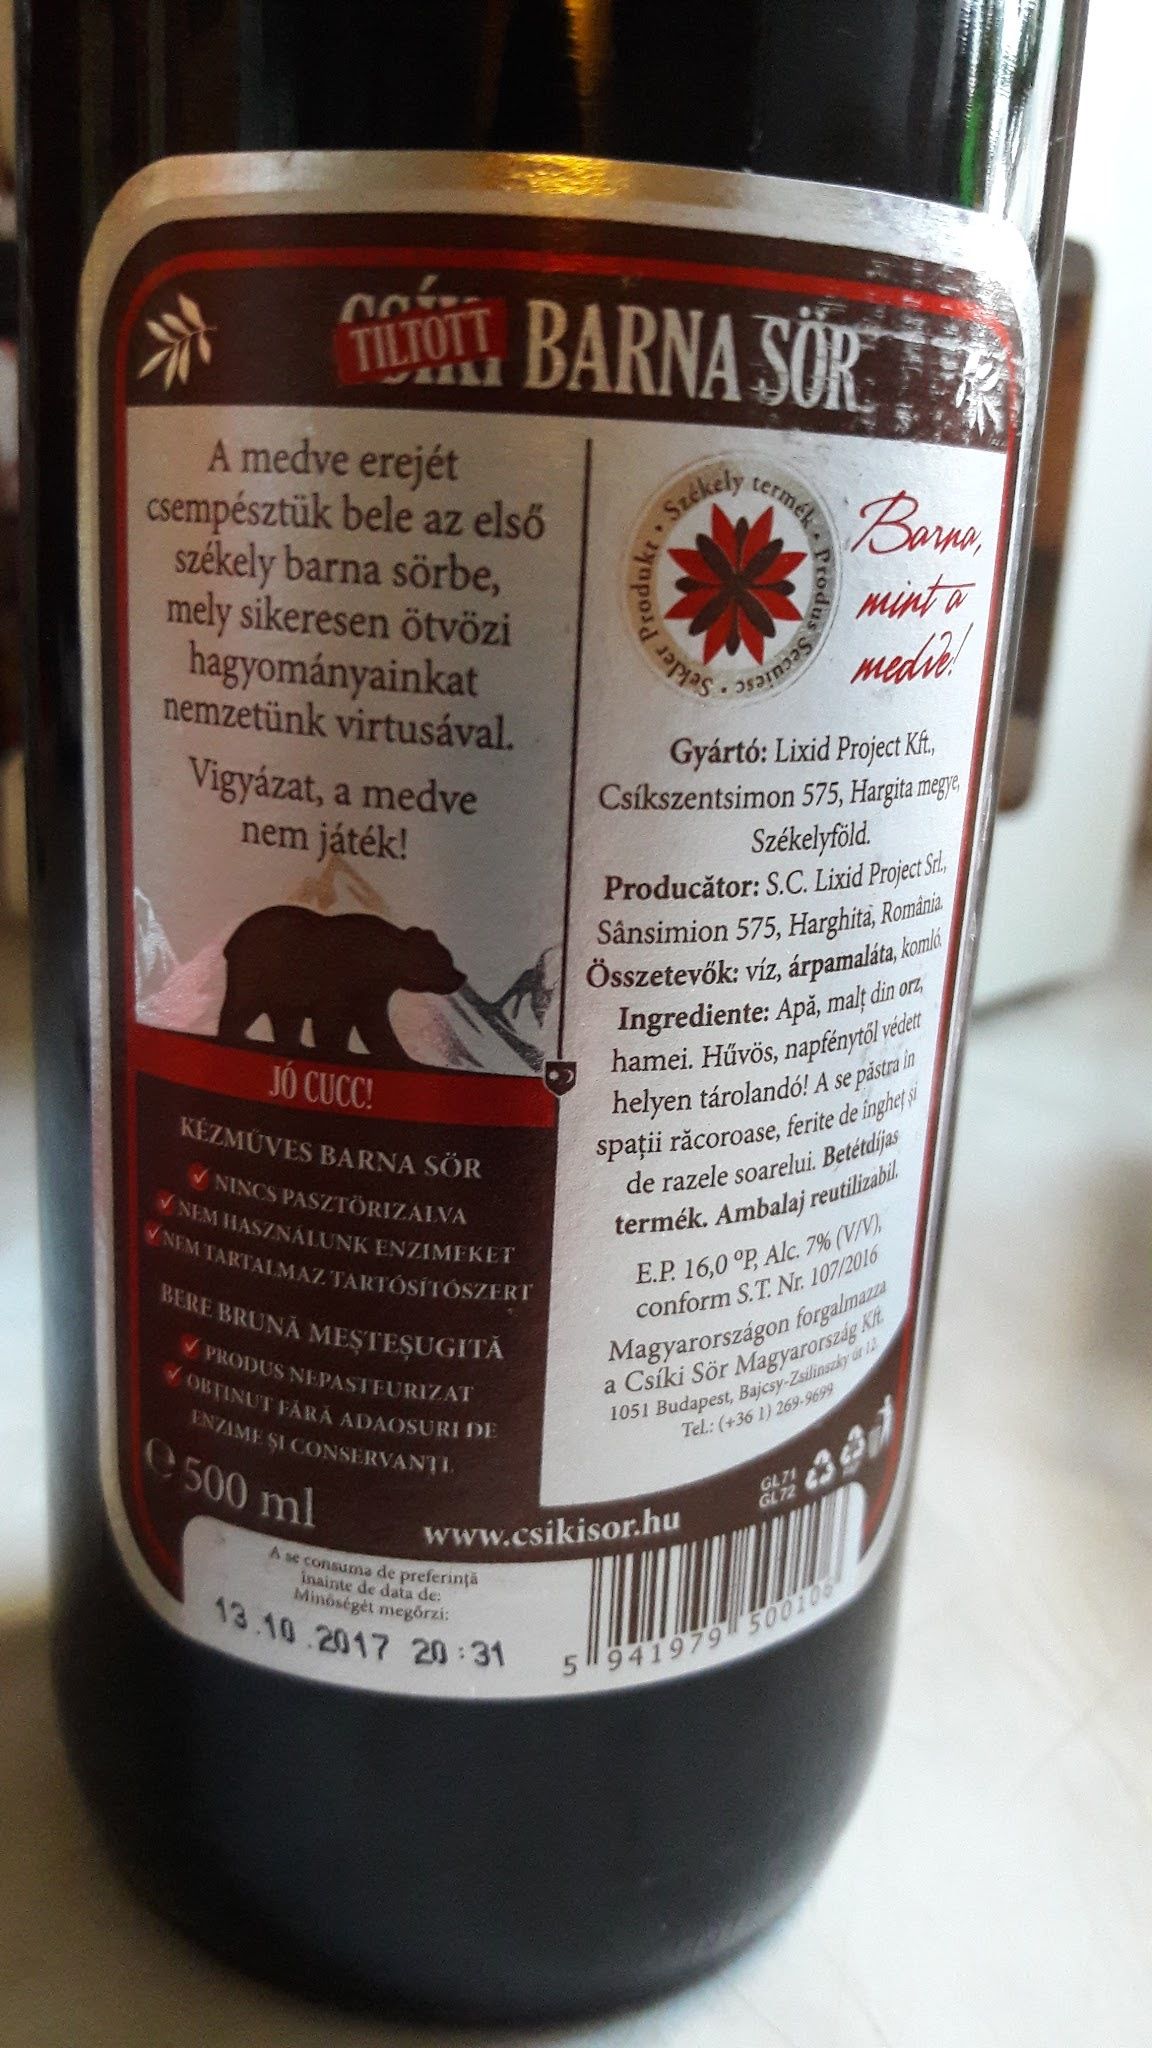 CSÍKI TILTOTT BARNA SÖR
A medve erejét
csempésztük bele az első
székely barna sörbe,
mely sikeresen ötvözi
hagyományainkat
nemzetünk virtusával.
Vigyázat, a medve
nem játék!
JÓ CUCC!
KÉZMŰVES BARNA SÖR
NINCS PASZTÖRIZÁLVA
NEM HASZNÁLUNK ENZIMEKET
NEM TARTALMAZ TARTÓSÍTÓSZERT
BERE BRUNĂ MEȘTEȘUGITĂ
PRODUS NEPASTEURIZAT
OBȚINUT FĂRĂ ADAOSURI DE
ENZIME ȘI CONSERVANȚI.
℮ 500 ml
Székely termék • Produs Secuiesc • Sekler Produkt •
Barna,
mint a
medve!
Gyártó: Lixid Project Kft.,
Csíkszentsimon 575, Hargita megye,
Székelyföld.
Producător: S.C. Lixid Project Srl.,
Sânsimion 575, Harghita, România.
Összetevők: víz, árpamaláta, komló.
Ingrediente: Apă, malț din orz,
hamei. Hűvös, napfénytől védett
helyen tárolandó! A se păstra în
spații răcoroase, ferite de îngheț și
de razele soarelui. Betétdíjas
termék. Ambalaj reutilizabil.
E.P. 16,0 ºP, Alc. 7% (V/V),
conform S.T. Nr. 107/2016
Magyarországon forgalmazza
a Csíki Sör Magyarország Kft.
1051 Budapest, Bajcsy-Zsilinszky út 12.
Tel.: (+36 1) 269-9699
GL71
GL72
www.csikisor.hu
A se consuma de preferință
înainte de data de:
Minőségét megőrzi:
13.10.2017 20:31
5 941979 500106